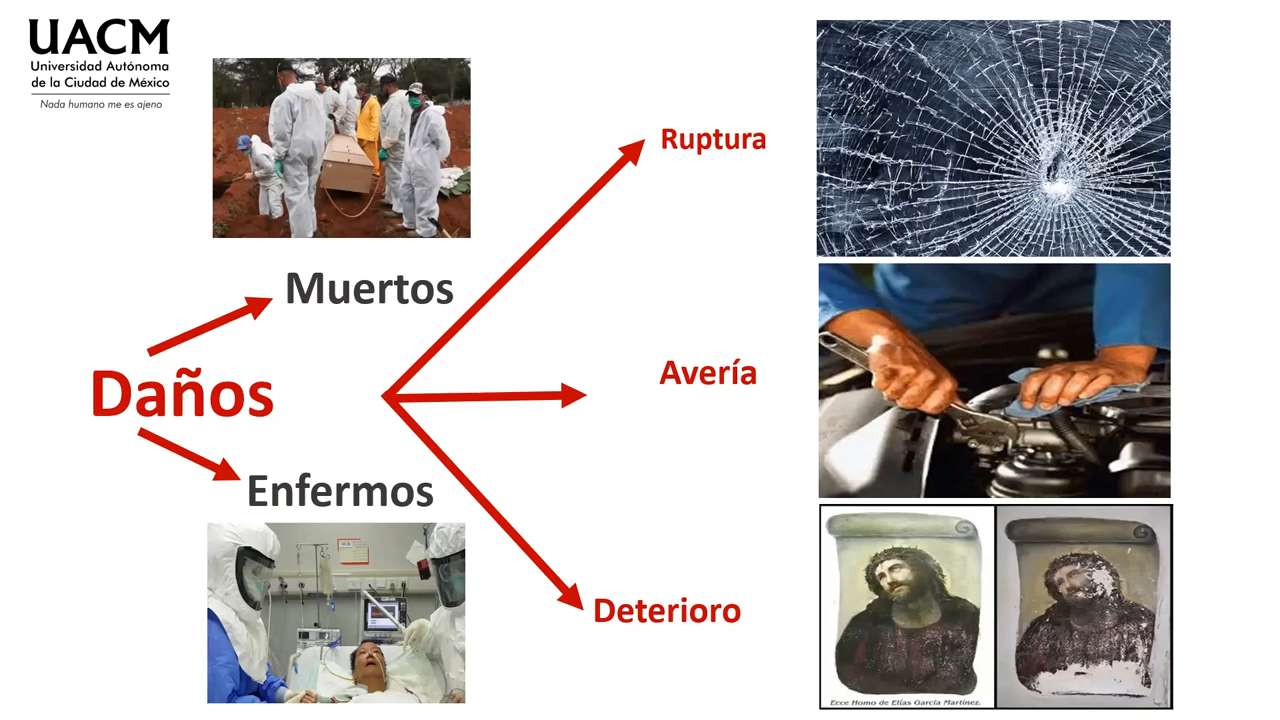 UACM
Universidad Autónoma
de la Ciudad de México
Nada humano me es ajeno
Muertos
Daños
Enfermos
Ruptura
Avería
Deterioro
Ecce Homo de Elias García Martínez.